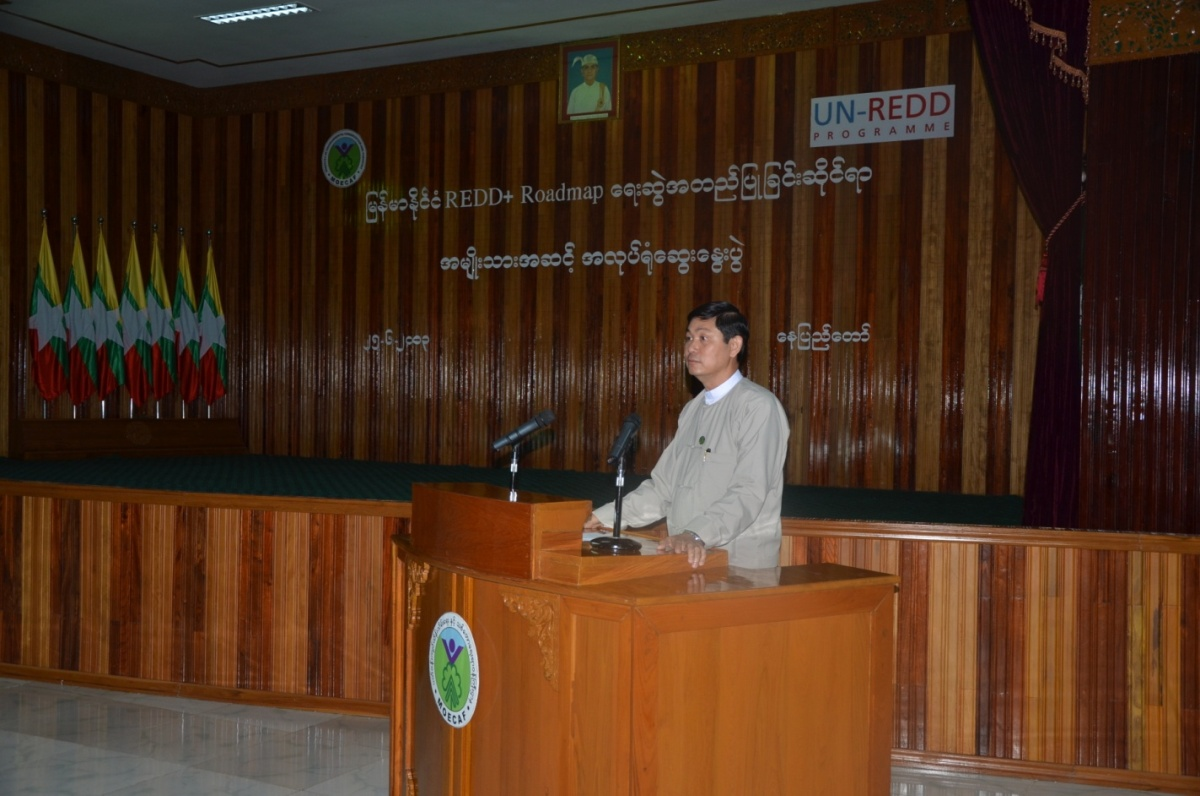 UN-REDD
PROGRAMME
မြန်မာနိုင်ငံ REDD+ Roadmap ရေးဆွဲအတည်ပြုခြင်းဆိုင်ရာ
အမျိုးသားအဆင့် အလုပ်ရုံဆွေးနွေးပွဲ
နေပြည်တော်
MOECAF
MOECAF